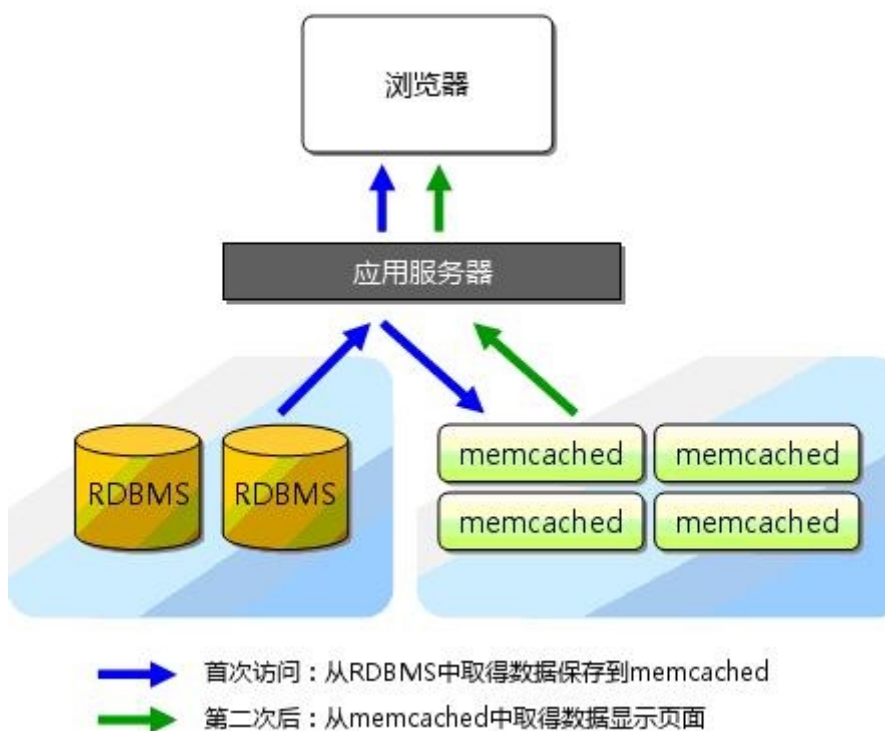 浏览器
应用服务器
RDBMS RDBMS
memcached memcached
memcached memcached
首次访问：从RDBMS中取得数据保存到memcached
第二次后：从memcached中取得数据显示页面